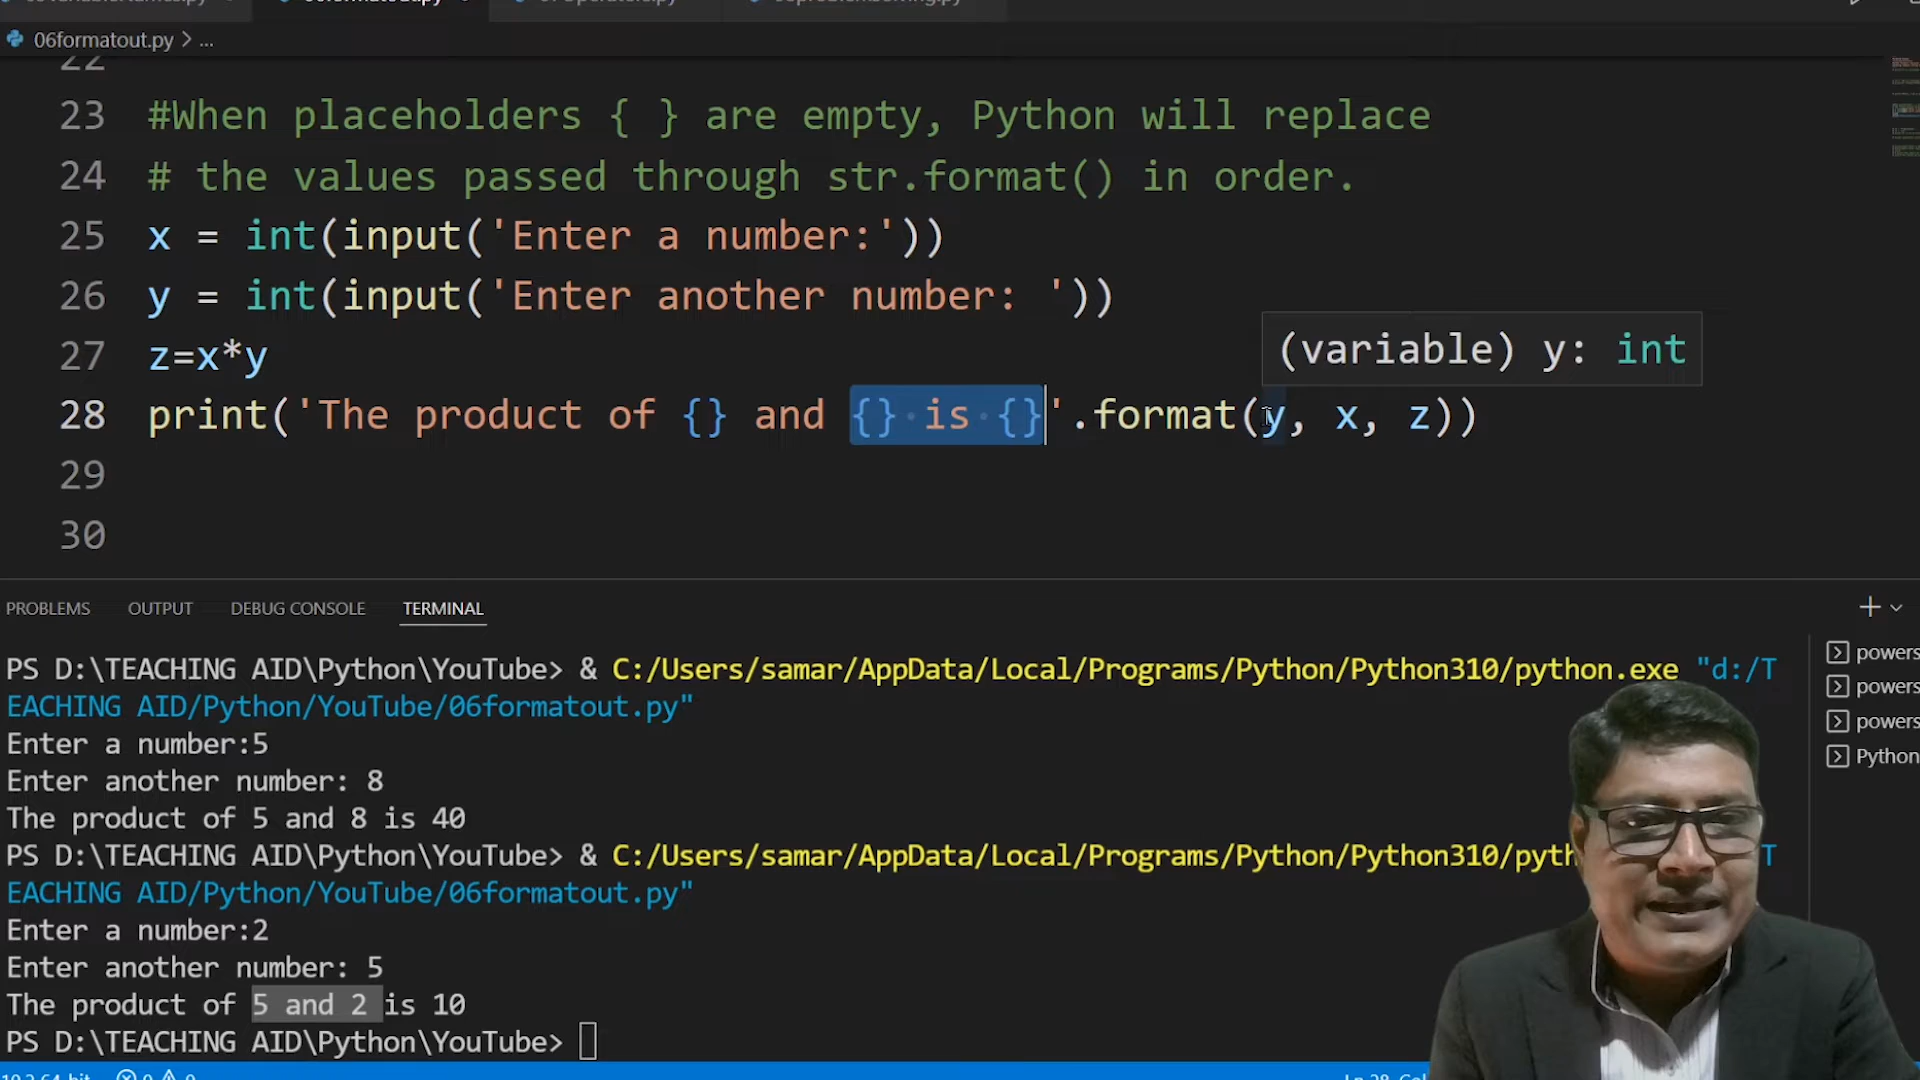 06formatout.py > ...
22
23 #When placeholders { } are empty, Python will replace
24 # the values passed through str.format() in order.
25 x = int(input('Enter a number:'))
26 y = int(input('Enter another number: '))
27 z=x*y
(variable) y: int
28 print('The product of {} and {} is {}'.format(y, x, z))
29
30
PROBLEMS OUTPUT DEBUG CONSOLE TERMINAL
PS D:\TEACHING AID\Python\YouTube> & C:/Users/samar/AppData/Local/Programs/Python/Python310/python.exe "d:/T
EACHING AID/Python/YouTube/06formatout.py"
Enter a number:5
Enter another number: 8
The product of 5 and 8 is 40
PS D:\TEACHING AID\Python\YouTube> & C:/Users/samar/AppData/Local/Programs/Python/Python310/pyth T
EACHING AID/Python/YouTube/06formatout.py"
Enter a number:2
Enter another number: 5
The product of 5 and 2 is 10
PS D:\TEACHING AID\Python\YouTube>
powers
powers
powers
Python